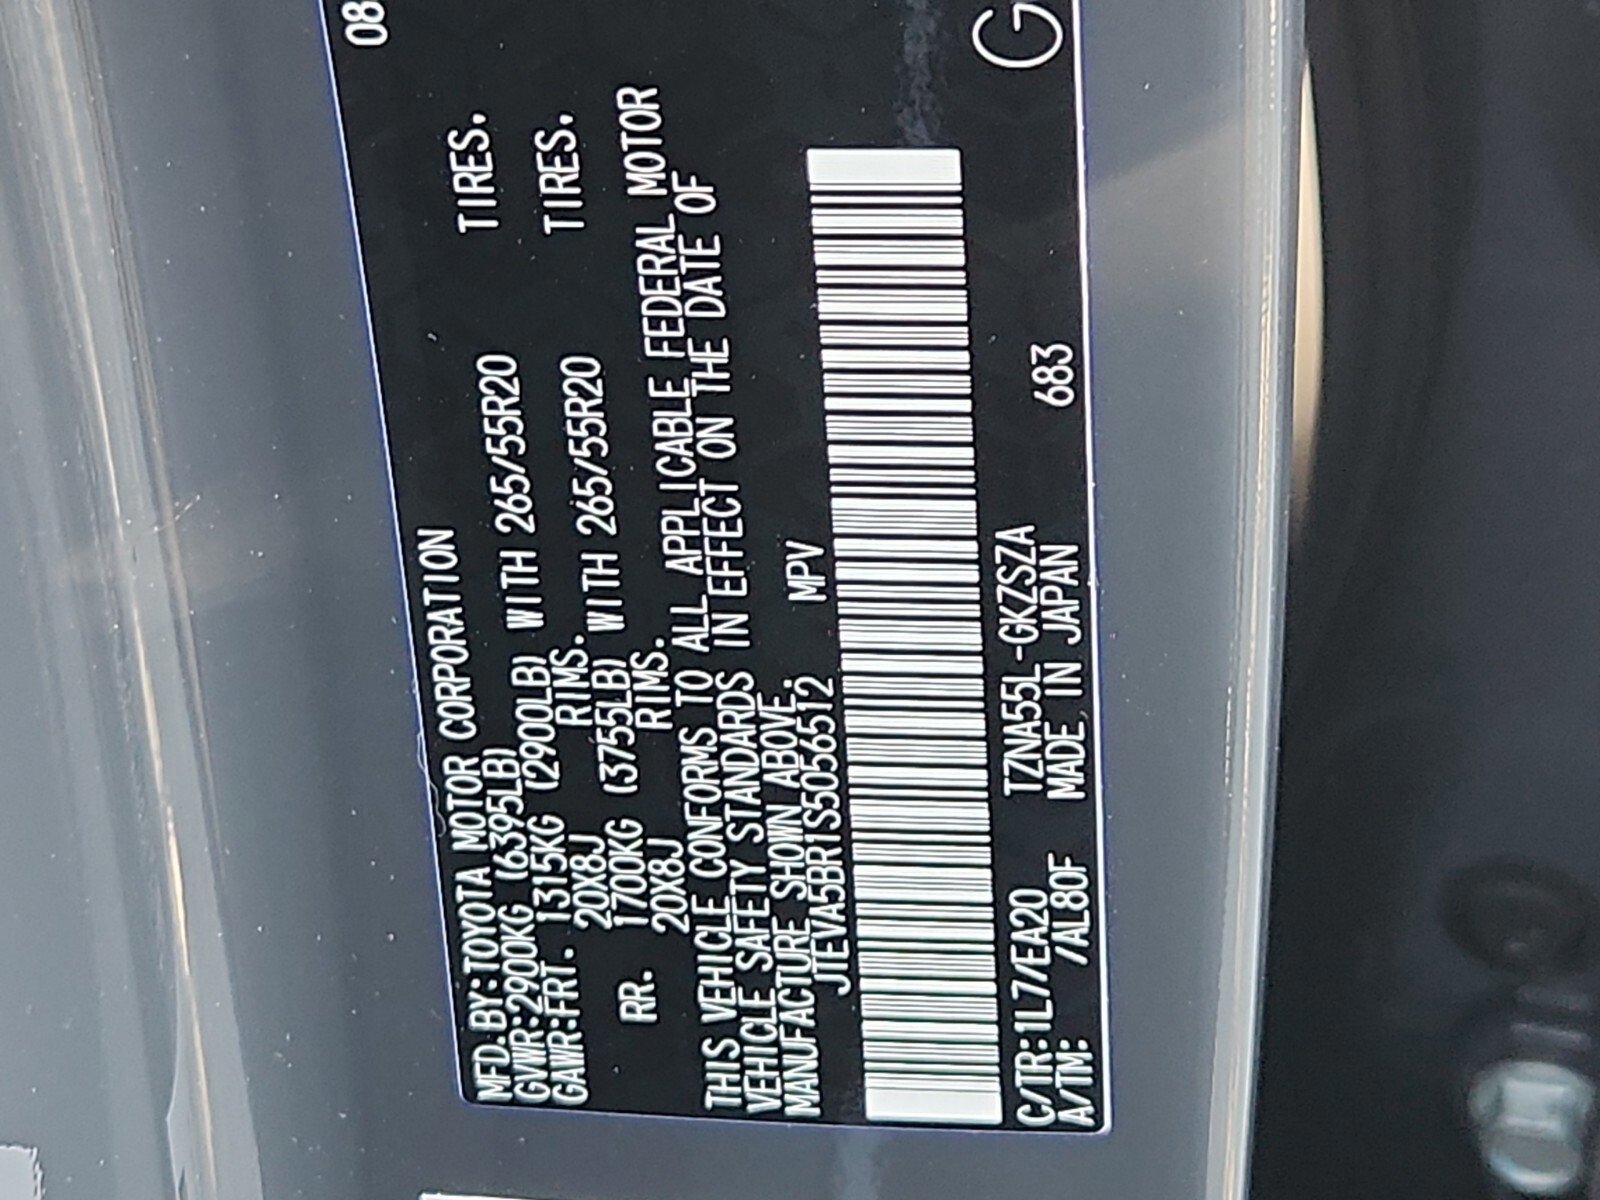 MFD. BY: TOYOTA MOTOR CORPORATION 08
GVWR: 2900KG (6395LB)
GAWR: FRT. 1315KG (2900LB) WITH 265/55R20 TIRES.
20X8J RIMS.
RR. 1700KG (3755LB) WITH 265/55R20 TIRES.
20X8J RIMS.
THIS VEHICLE CONFORMS TO ALL APPLICABLE FEDERAL MOTOR
VEHICLE SAFETY STANDARDS IN EFFECT ON THE DATE OF
MANUFACTURE SHOWN ABOVE.
JTEVA5BR1S5056512 MPV
C/TR: 1L7/EA20 TZNA55L-GKZSZA
A/TM: /AL80F MADE IN JAPAN 683
G